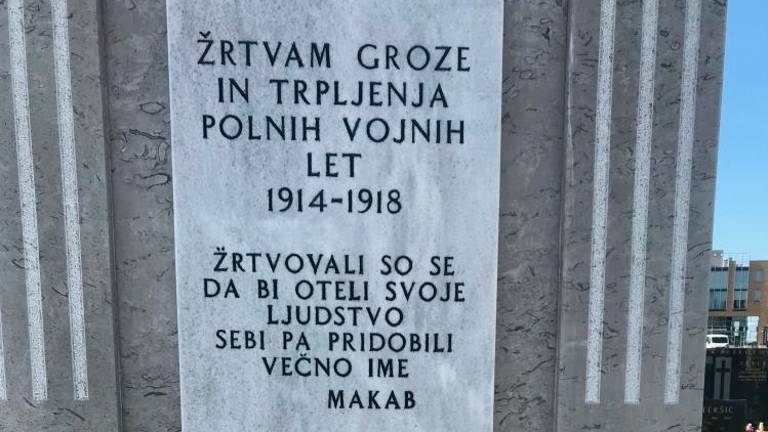 ŽRTVAM GROZE
IN TRPLJENJA
POLNIH VOJNIH
LET
1914-1918
ŽRTVOVALI SO SE
DA BI OTELI SVOJE
LJUDSTVO
SEBI PA PRIDOBILI
VEČNO IME
MAKAB